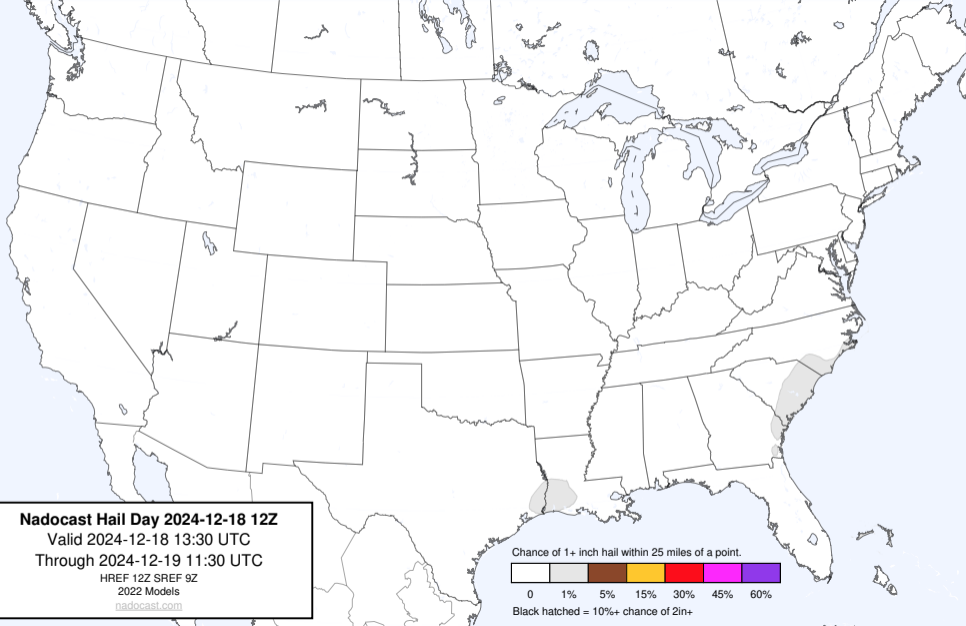 Nadocast Hail Day 2024-12-18 12Z
Valid 2024-12-18 13:30 UTC
Through 2024-12-19 11:30 UTC
HREF 12Z SREF 9Z
2022 Models
nadocast.com
Chance of 1+ inch hail within 25 miles of a point.
0 1% 5% 15% 30% 45% 60%
Black hatched = 10%+ chance of 2in+